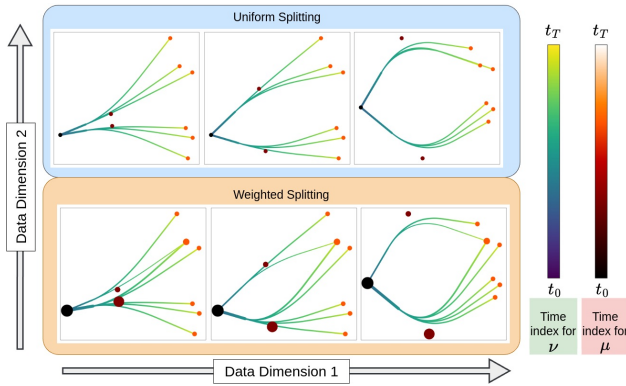 Uniform Splitting
Data Dimension 2
Weighted Splitting
Data Dimension 1
t_T t_T
t_0 t_0
Time
index for
ν
Time
index for
μ